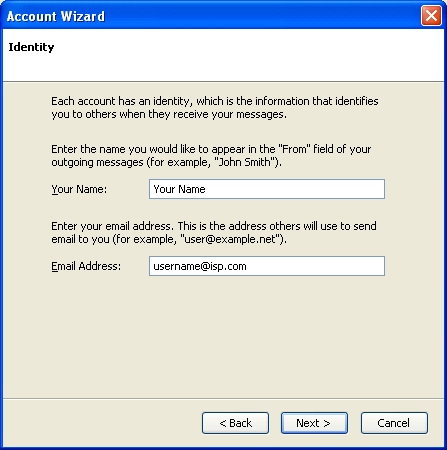 Account Wizard
Identity
Each account has an identity, which is the information that identifies
you to others when they receive your messages.
Enter the name you would like to appear in the "From" field of your
outgoing messages (for example, "John Smith").
Your Name: Your Name
Enter your email address. This is the address others will use to send
email to you (for example, "user@example.net").
Email Address: username@isp.com
< Back Next > Cancel